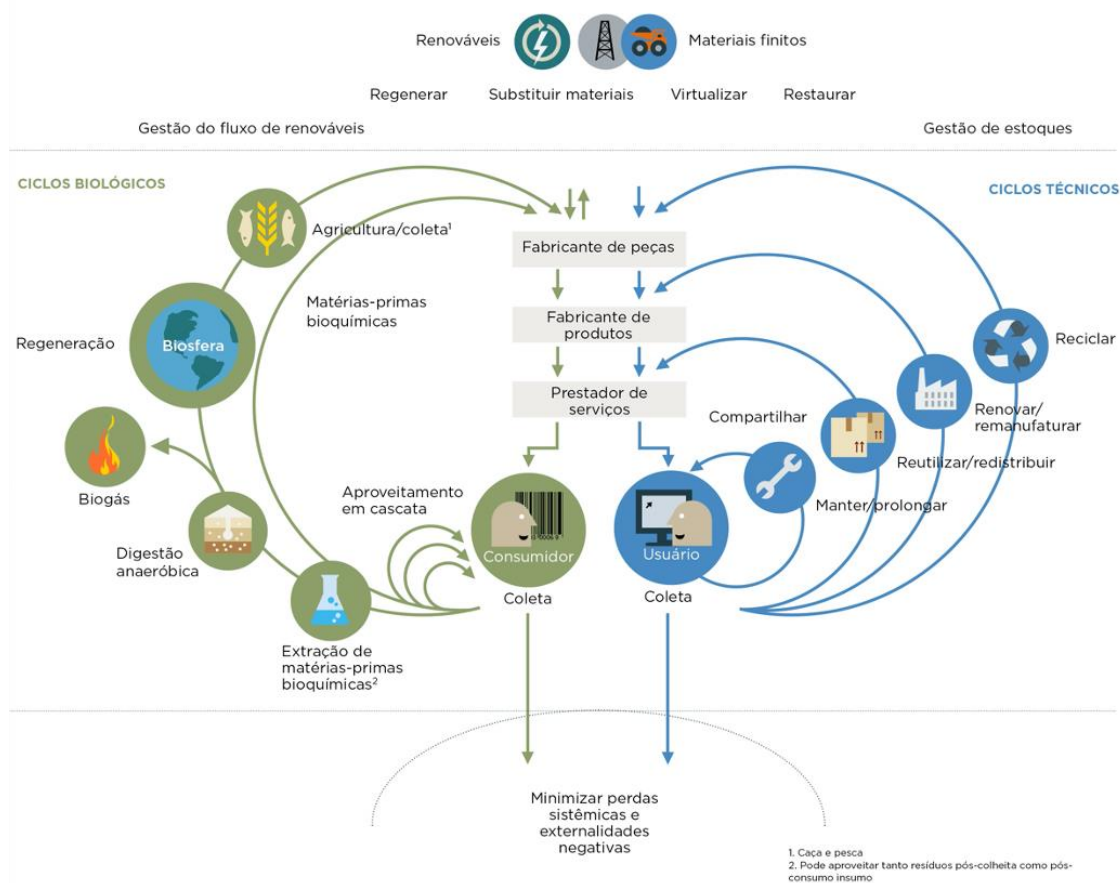 Renováveis
Materiais finitos
Regenerar
Substituir materiais
Virtualizar
Restaurar
Gestão do fluxo de renováveis
Gestão de estoques
CICLOS BIOLÓGICOS
CICLOS TÉCNICOS
Agricultura/coleta¹
Matérias-primas
bioquímicas
Regeneração
Biosfera
Biogás
Digestão
anaeróbica
Extração de
matérias-primas
bioquímicas²
Aproveitamento
em cascata
Fabricante de peças
Fabricante de
produtos
Prestador de
serviços
Consumidor
Coleta
Usuário
Coleta
Compartilhar
Manter/prolongar
Reutilizar/redistribuir
Renovar/
remanufaturar
Reciclar
Minimizar perdas
sistêmicas e
externalidades
negativas
1. Caça e pesca
2. Pode aproveitar tanto resíduos pós-colheita como pós-
consumo insumo